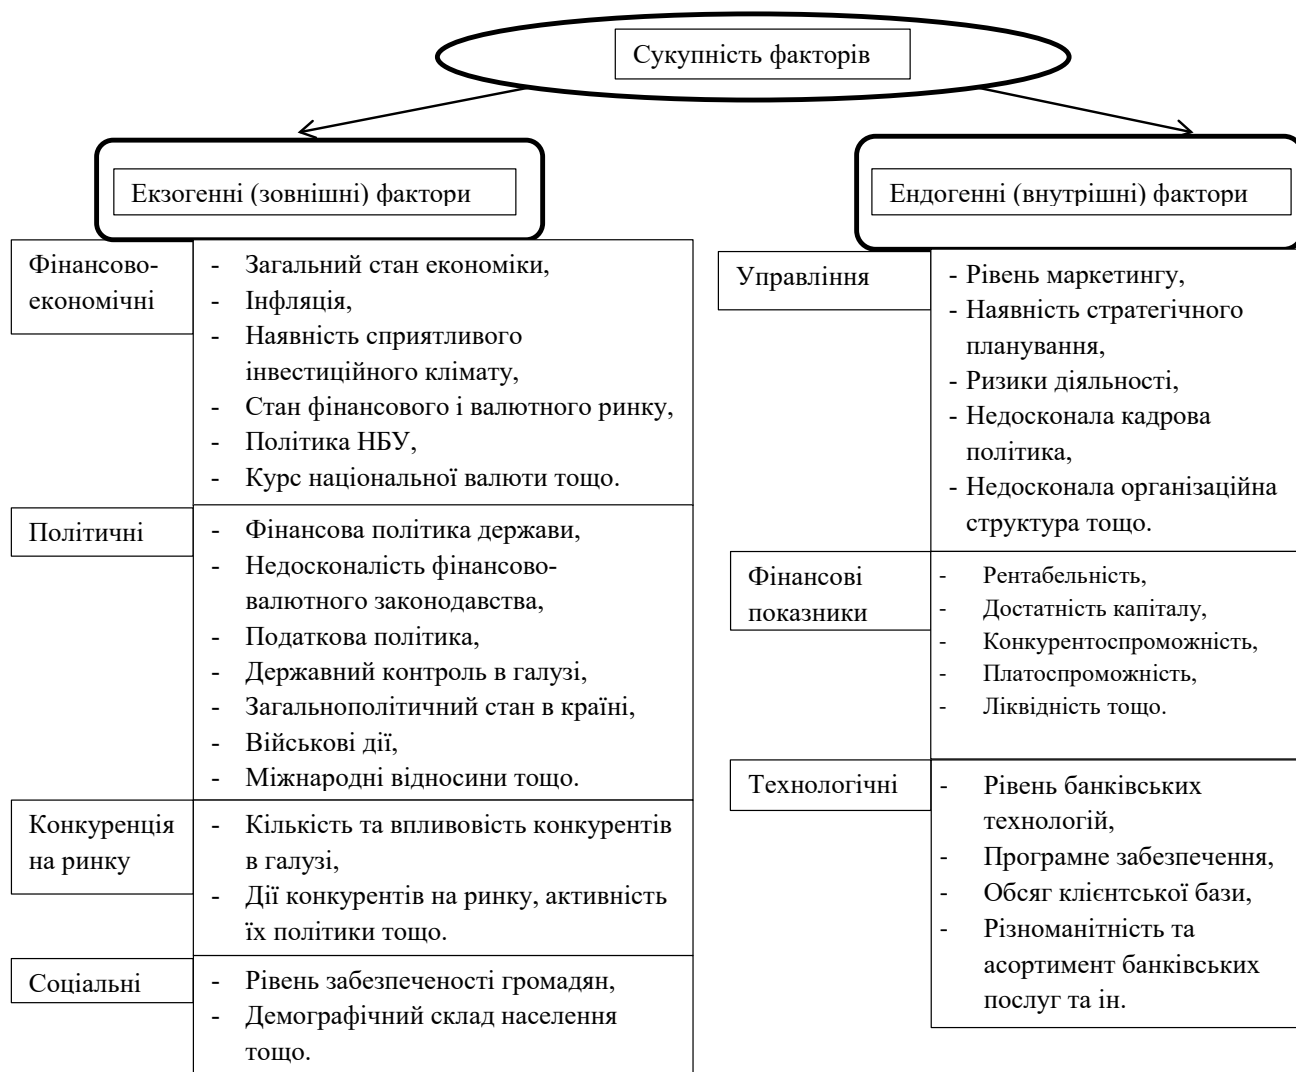 Сукупність факторів
Екзогенні (зовнішні) фактори
Фінансово-
економічні
- Загальний стан економіки,
- Інфляція,
- Наявність сприятливого
інвестиційного клімату,
- Стан фінансового і валютного ринку,
- Політика НБУ,
- Курс національної валюти тощо.
Політичні
- Фінансова політика держави,
- Недосконалість фінансово-
валютного законодавства,
- Податкова політика,
- Державний контроль в галузі,
- Загальнополітичний стан в країні,
- Військові дії,
- Міжнародні відносини тощо.
Конкуренція
на ринку
- Кількість та впливовість конкурентів
в галузі,
- Дії конкурентів на ринку, активність
їх політики тощо.
Соціальні
- Рівень забезпеченості громадян,
- Демографічний склад населення
тощо.
Ендогенні (внутрішні) фактори
Управління
- Рівень маркетингу,
- Наявність стратегічного
планування,
- Ризики діяльності,
- Недосконала кадрова
політика,
- Недосконала організаційна
структура тощо.
Фінансові
показники
- Рентабельність,
- Достатність капіталу,
- Конкурентоспроможність,
- Платоспроможність,
- Ліквідність тощо.
Технологічні
- Рівень банківських
технологій,
- Програмне забезпечення,
- Обсяг клієнтської бази,
- Різноманітність та
асортимент банківських
послуг та ін.